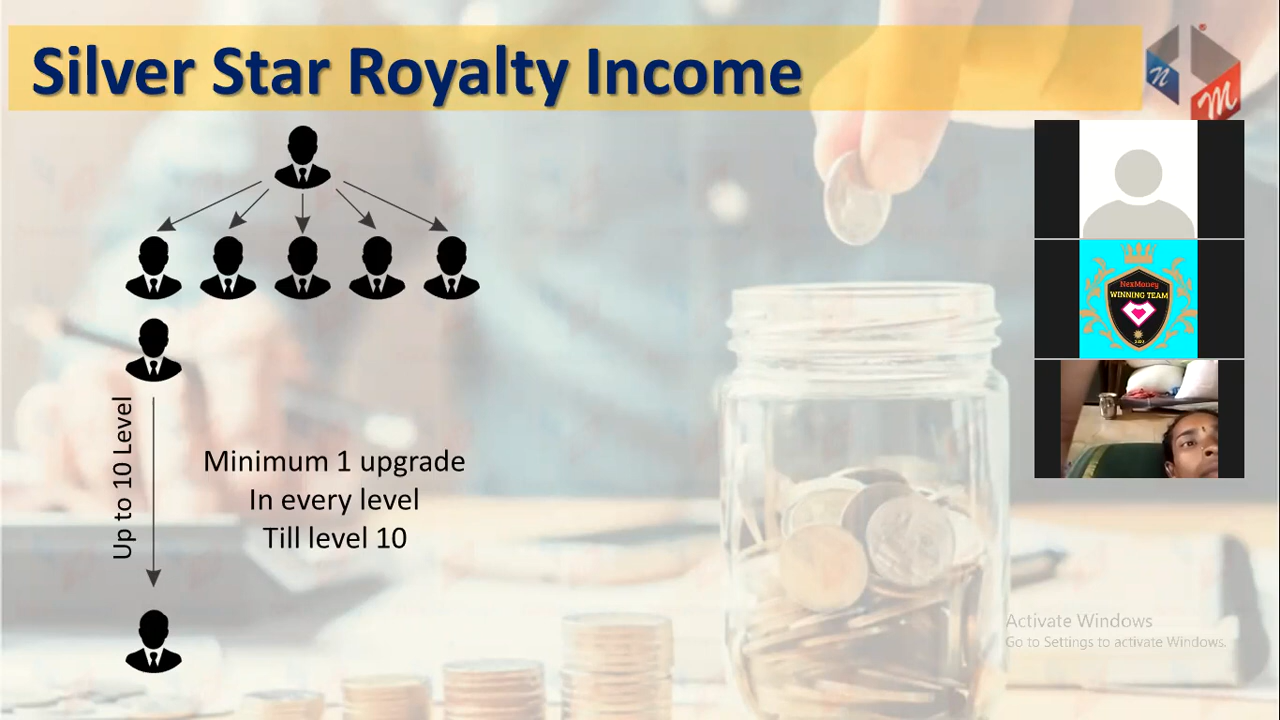 Silver Star Royalty Income
n
M
NexMoney
WINNING TEAM
Up to 10 Level
Minimum 1 upgrade
In every level
Till level 10
Activate Windows
Go to Settings to activate Windows.